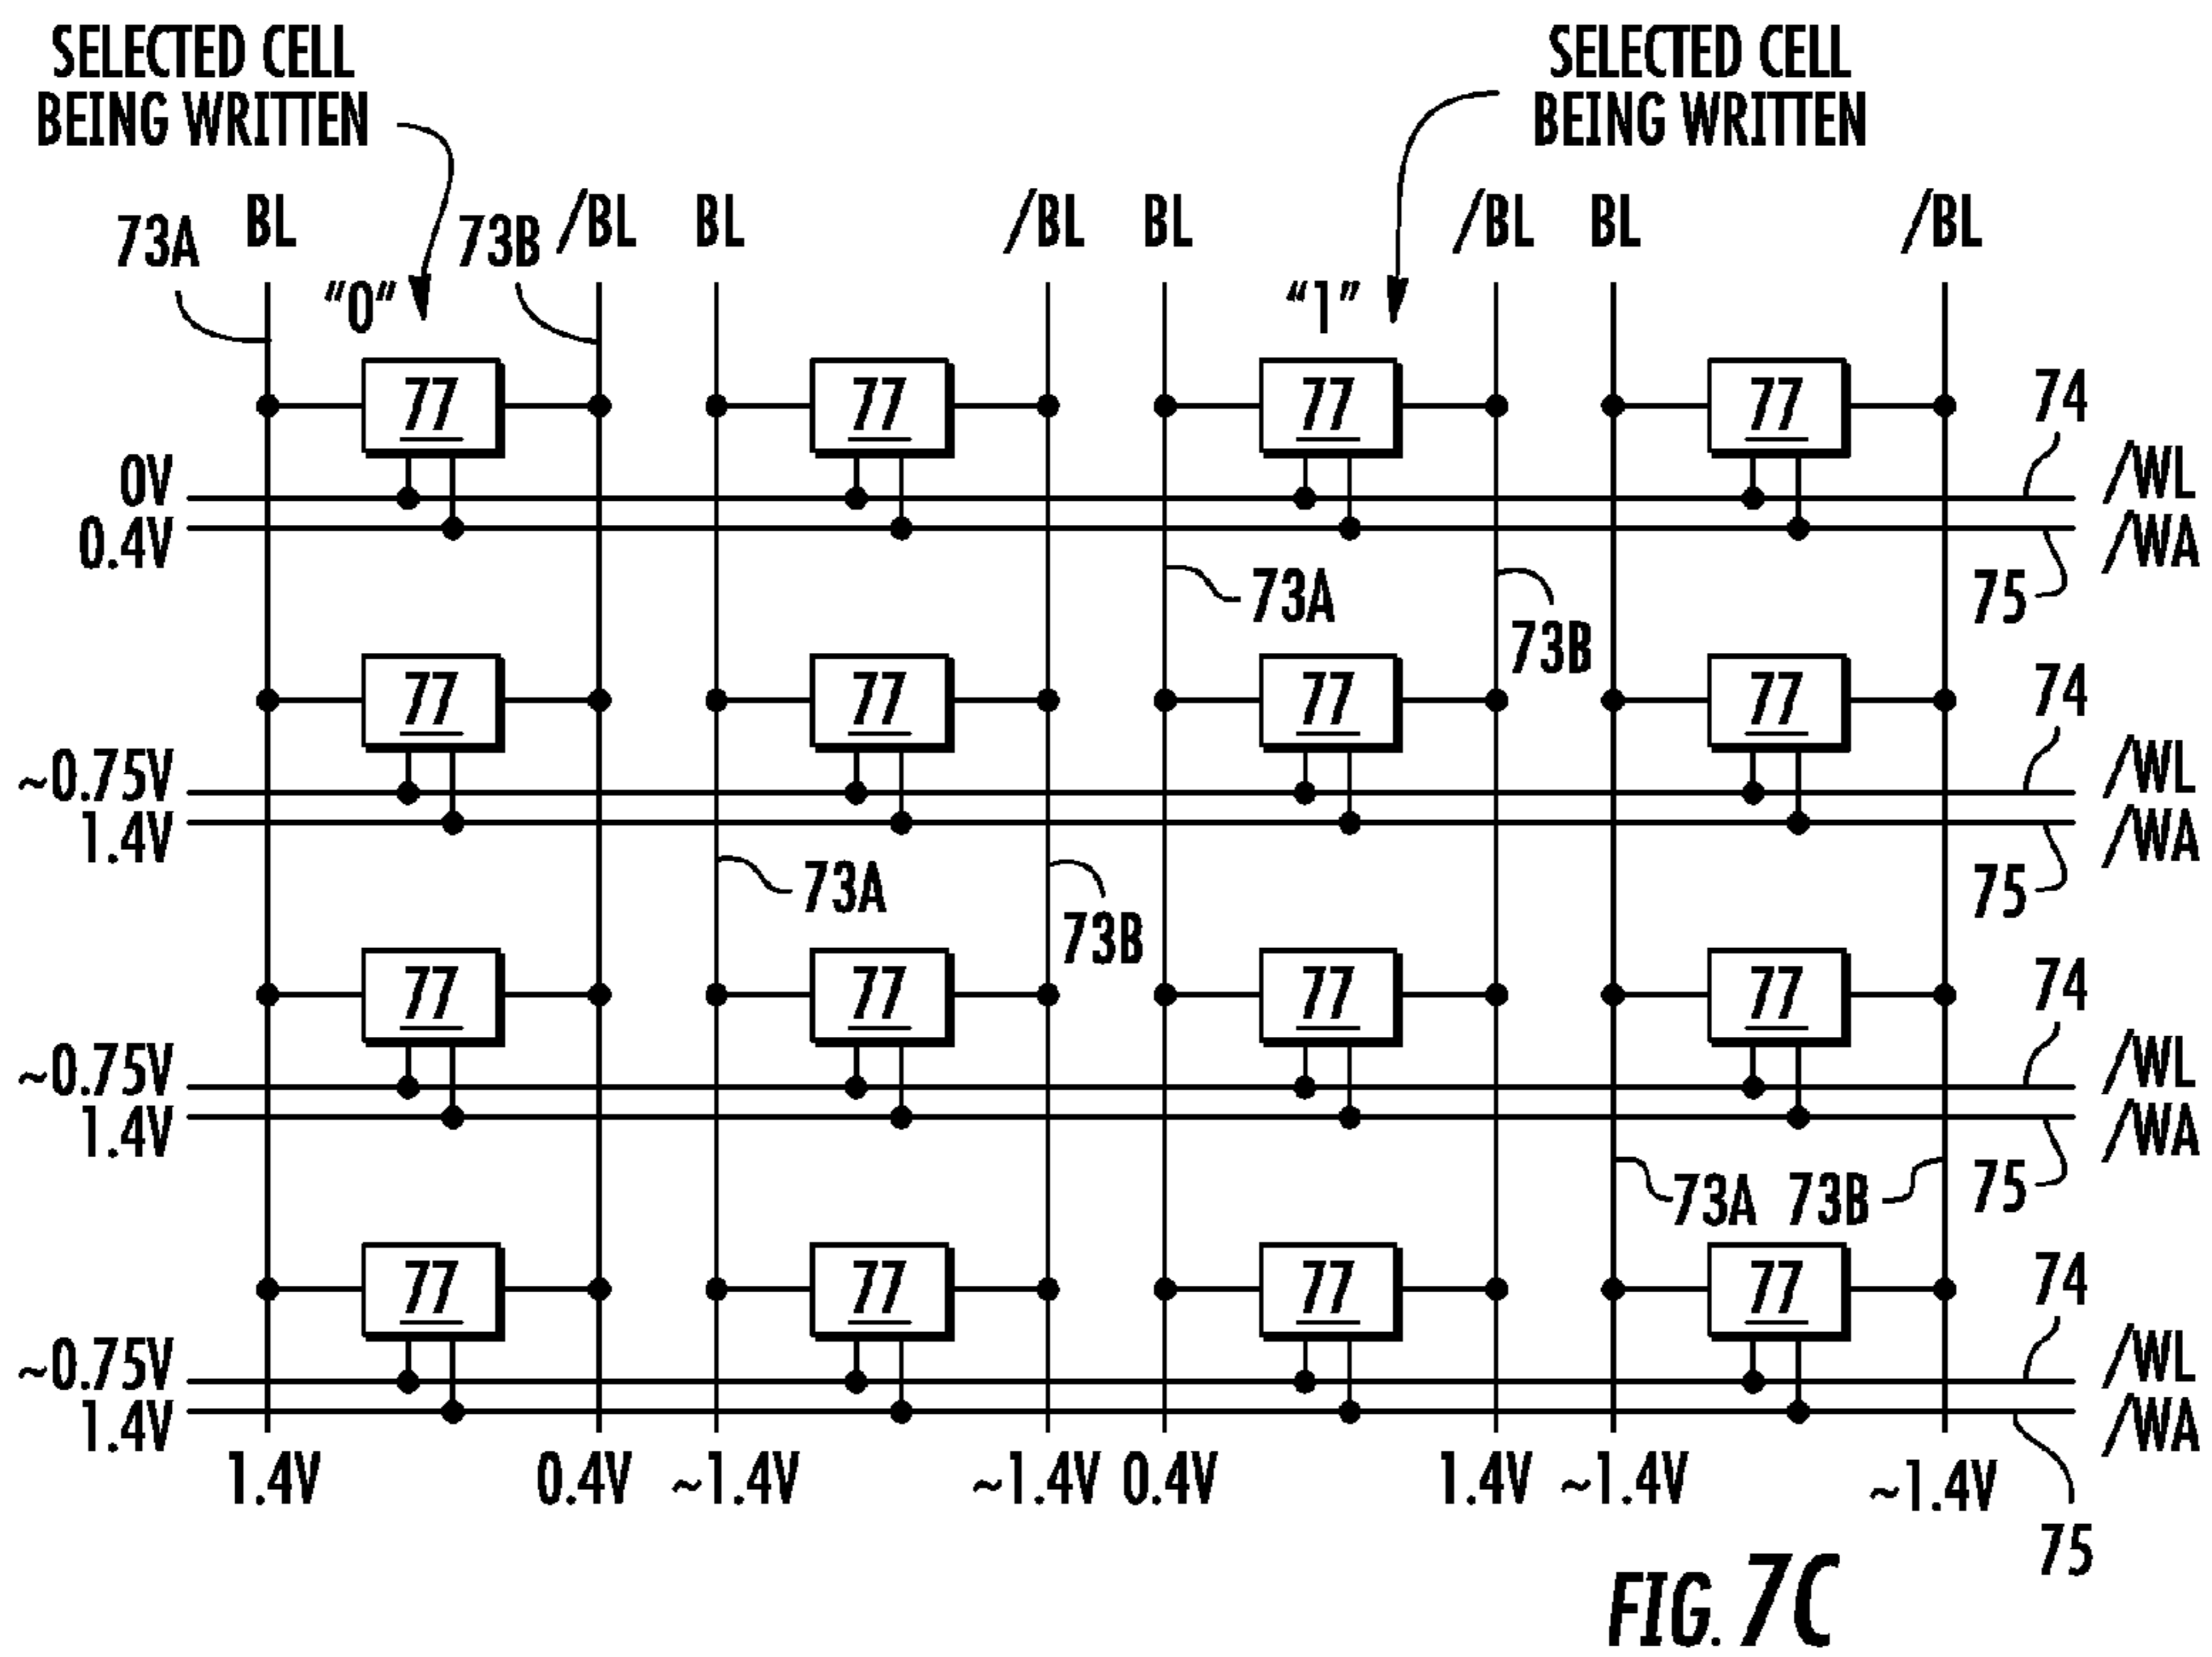 SELECTED CELL
BEING WRITTEN
SELECTED CELL
BEING WRITTEN
73A BL 73B /BL BL /BL BL /BL BL /BL
"0" "1"
77 77 77 77
74
0V /WL
0.4V /WA
73A 73B 75
77 77 77 77
74
~0.75V /WL
1.4V /WA
73A 73B 75
77 77 77 77
74
~0.75V /WL
1.4V /WA
73A 73B 75
77 77 77 77
74
~0.75V /WL
1.4V /WA
1.4V 0.4V ~1.4V ~1.4V 0.4V 1.4V ~1.4V ~1.4V
75
FIG. 7C